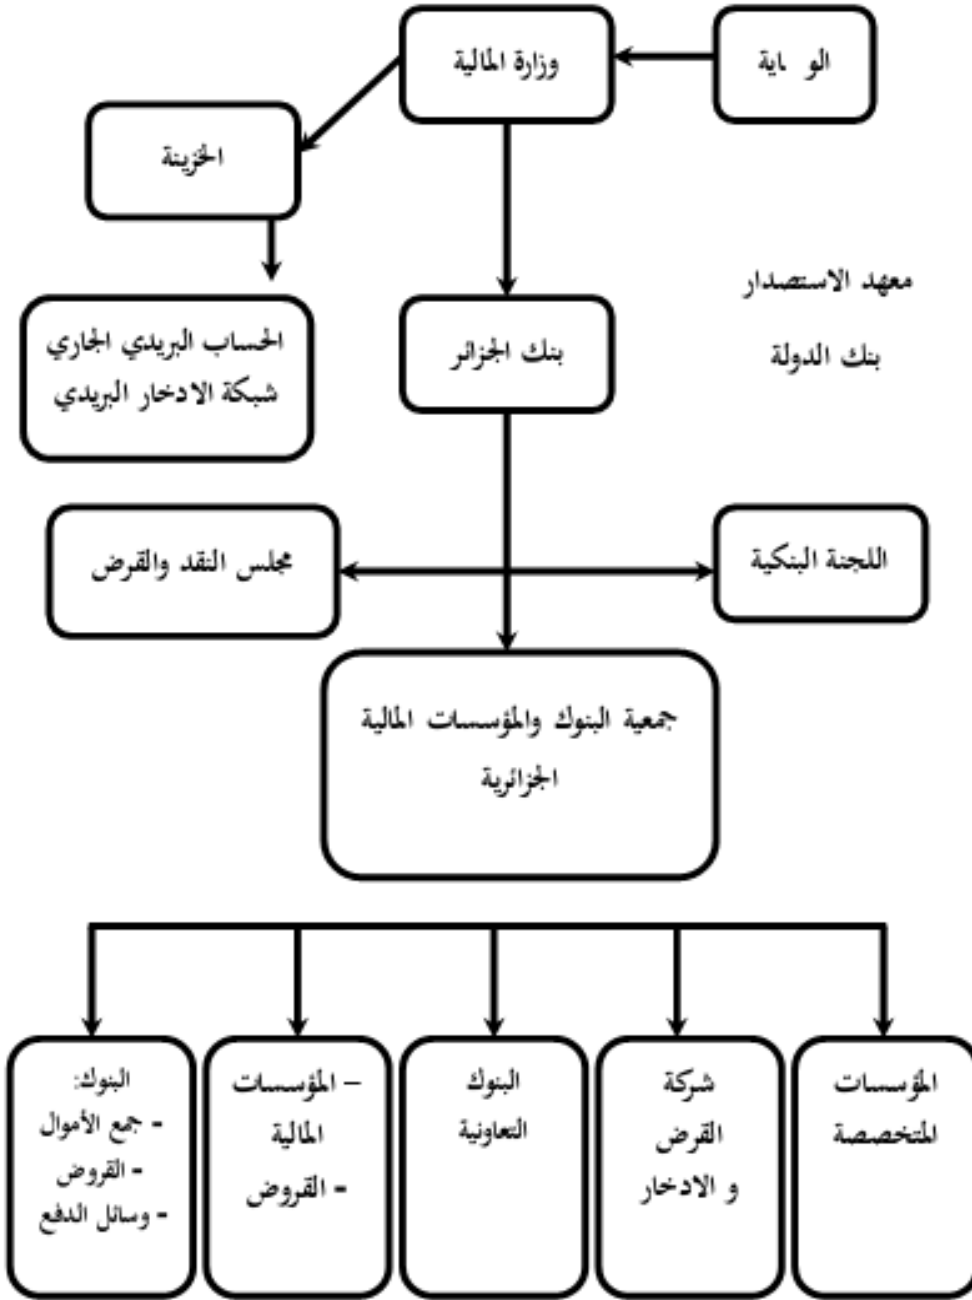 الو اية
وزارة المالية
الخزينة
معهد الاستصدار
بنك الدولة
بنك الجزائر
الحساب البريدي الجاري
شبكة الادخار البريدي
اللجنة البنكية
مجلس النقد والقرض
جمعية البنوك والمؤسسات المالية
الجزائرية
المؤسسات
المتخصصة
شركة
القرض
و الادخار
البنوك
التعاونية
– المؤسسات
المالية
- القروض
البنوك:
- جمع الأموال
- القروض
- وسائل الدفع